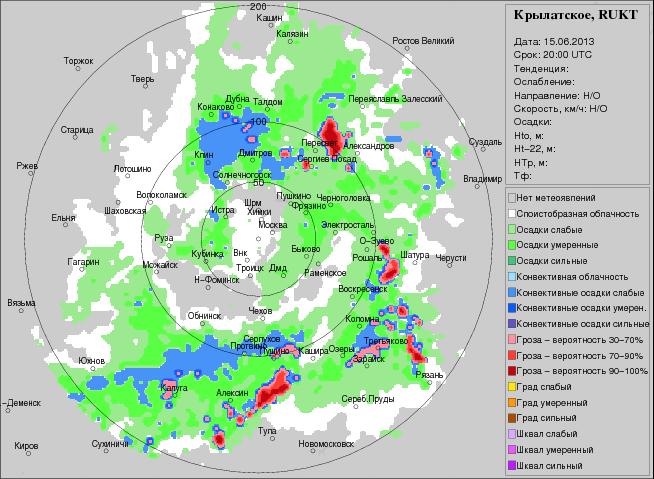 200
Кашин
Калязин
Ростов Великий
Торжок
Тверь
Дубна
Талдом
Конаково
Переяславль Залесский
100
Старица
Клин
Дмитров
Пересвет
Александров
Сергиев Посад
Суздаль
Ржев
Лотошино
Солнечногорск
50
Владимир
Волоколамск
Пушкино
Черноголовка
Фрязино
Шаховская
Истра
Шрм
Химки
Ельня
Москва
Электросталь
Руза
О-Зуево
Кубинка
Внк
Быково
Рошаль
Шатура
Гагарин
Можайск
Троицк
Дмд
Раменское
Черусти
Н-Фоминск
Воскресенск
Вязьма
Обнинск
Чехов
Коломна
Серпухов
Протвино
Пущино
Кашира
Озеры
Третьяково
Зарайск
Юхнов
Калуга
Алексин
Рязань
Сереб.Пруды
-Деменск
Тула
Киров
Сухиничи
Новомосковск
Крылатское, RUKT
Дата: 15.06.2013
Срок: 20:00 UTC
Тенденция:
Ослабление:
Направление: Н/О
Скорость, км/ч: Н/О
Осадки:
Hto, м:
Ht-22, м:
HTp, м:
Tф:
Нет метеоявлений
Слоистобразная облачность
Осадки слабые
Осадки умеренные
Осадки сильные
Конвективная облачность
Конвективные осадки слабые
Конвективные осадки умерен.
Конвективные осадки сильные
Гроза – вероятность 30–70%
Гроза – вероятность 70–90%
Гроза – вероятность 90–100%
Град слабый
Град умеренный
Град сильный
Шквал слабый
Шквал умеренный
Шквал сильный